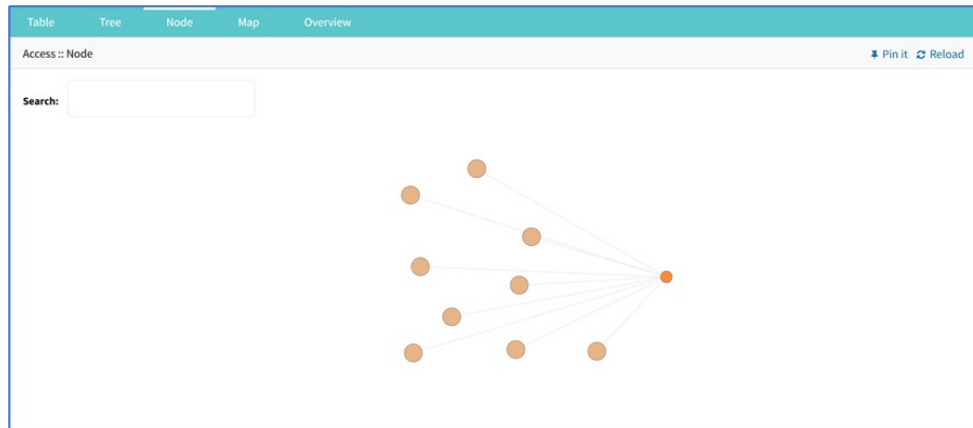 Table Tree Node Map Overview
Access :: Node Pin it Reload
Search: